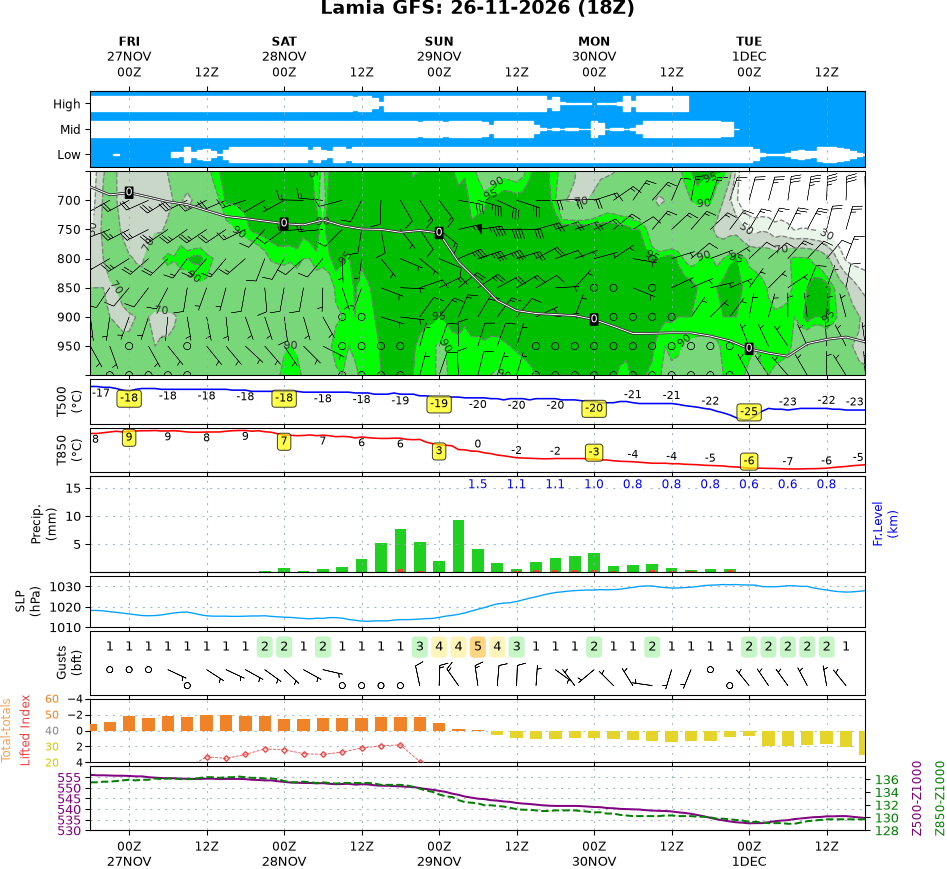 Lamia GFS: 26-11-2026 (18Z)
FRI SAT SUN MON TUE
27NOV 28NOV 29NOV 30NOV 1DEC
00Z 12Z 00Z 12Z 00Z 12Z 00Z 12Z 00Z 12Z
High
Mid
Low
700
750
800
850
900
950
0 0 0 0 0
T500
(°C)
-17 -18 -18 -18 -18 -18 -18 -18 -19 -19 -20 -20 -20 -20 -21 -21 -22 -25 -23 -22 -23
T850
(°C)
8 9 9 8 9 7 7 6 6 3 0 -2 -2 -3 -4 -4 -5 -6 -7 -6 -5
Precip.
(mm)
15
10
5
1.5 1.1 1.1 1.0 0.8 0.8 0.8 0.6 0.6 0.8
Fr.Level
(km)
SLP
(hPa)
1030
1020
1010
Gusts
(bft)
1 1 1 1 1 1 1 1 2 2 1 2 1 1 1 1 3 4 4 5 4 3 1 1 1 2 1 1 2 1 1 1 1 2 2 2 2 2 1
Total-totals
Lifted Index
60 -4
50 -2
40 0
30 2
20 4
555
550
545
540
535
530
136
134
132
130
128
Z500-Z1000
Z850-Z1000
00Z 12Z 00Z 12Z 00Z 12Z 00Z 12Z 00Z 12Z
27NOV 28NOV 29NOV 30NOV 1DEC